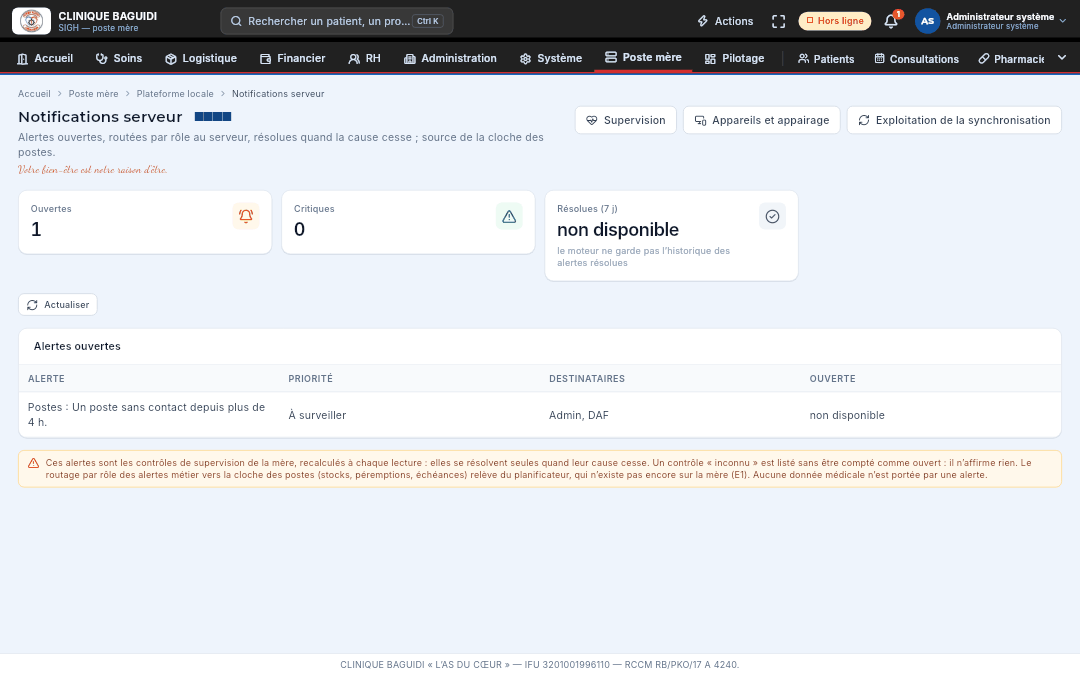 CLINIQUE BAGUIDI
SIGH — poste mère
Rechercher un patient, un pro... Ctrl K
Actions
Hors ligne
1
AS
Administrateur système
Administrateur système
Accueil Soins Logistique Financier RH Administration Système Poste mère Pilotage Patients Consultations Pharmacie
Accueil > Poste mère > Plateforme locale > Notifications serveur
Notifications serveur
Alertes ouvertes, routées par rôle au serveur, résolues quand la cause cesse ; source de la cloche des
postes.
Votre bien-être est notre raison d'être.
Supervision Appareils et appairage Exploitation de la synchronisation
Ouvertes
1
Critiques
0
Résolues (7 j)
non disponible
le moteur ne garde pas l'historique des
alertes résolues
Actualiser
Alertes ouvertes
ALERTE PRIORITÉ DESTINATAIRES OUVERTE
Postes : Un poste sans contact depuis plus de
4 h.
À surveiller Admin, DAF non disponible
Ces alertes sont les contrôles de supervision de la mère, recalculés à chaque lecture : elles se résolvent seules quand leur cause cesse. Un contrôle « inconnu » est listé sans être compté comme ouvert : il n'affirme rien. Le
routage par rôle des alertes métier vers la cloche des postes (stocks, péremptions, échéances) relève du planificateur, qui n'existe pas encore sur la mère (E1). Aucune donnée médicale n'est portée par une alerte.
CLINIQUE BAGUIDI « L'AS DU CŒUR » — IFU 3201001996110 — RCCM RB/PKO/17 A 4240.